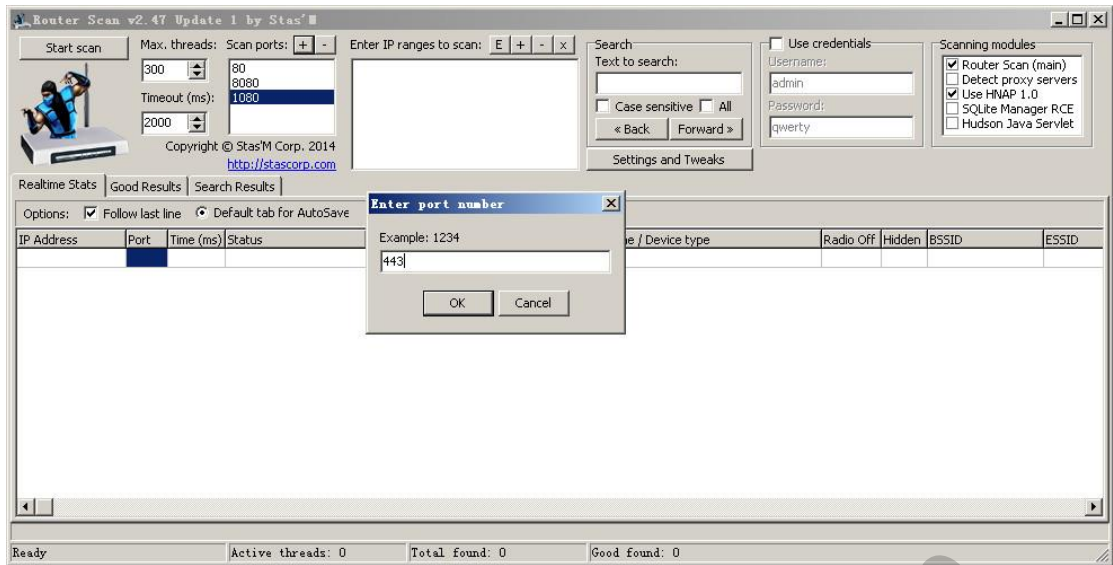 Router Scan v2.47 Update 1 by Stas'M
Start scan
Max. threads:
300
Timeout (ms):
2000
Scan ports: + -
80
8080
1080
Copyright © Stas'M Corp. 2014
http://stascorp.com
Enter IP ranges to scan: E + - x
Search
Text to search:
Case sensitive All
« Back Forward »
Settings and Tweaks
Use credentials
Username:
admin
Password:
qwerty
Scanning modules
Router Scan (main)
Detect proxy servers
Use HNAP 1.0
SQLite Manager RCE
Hudson Java Servlet
Realtime Stats Good Results Search Results
Options: Follow last line Default tab for AutoSave
IP Address Port Time (ms) Status / Device type Radio Off Hidden BSSID ESSID
Enter port number x
Example: 1234
443
OK Cancel
Ready Active threads: 0 Total found: 0 Good found: 0